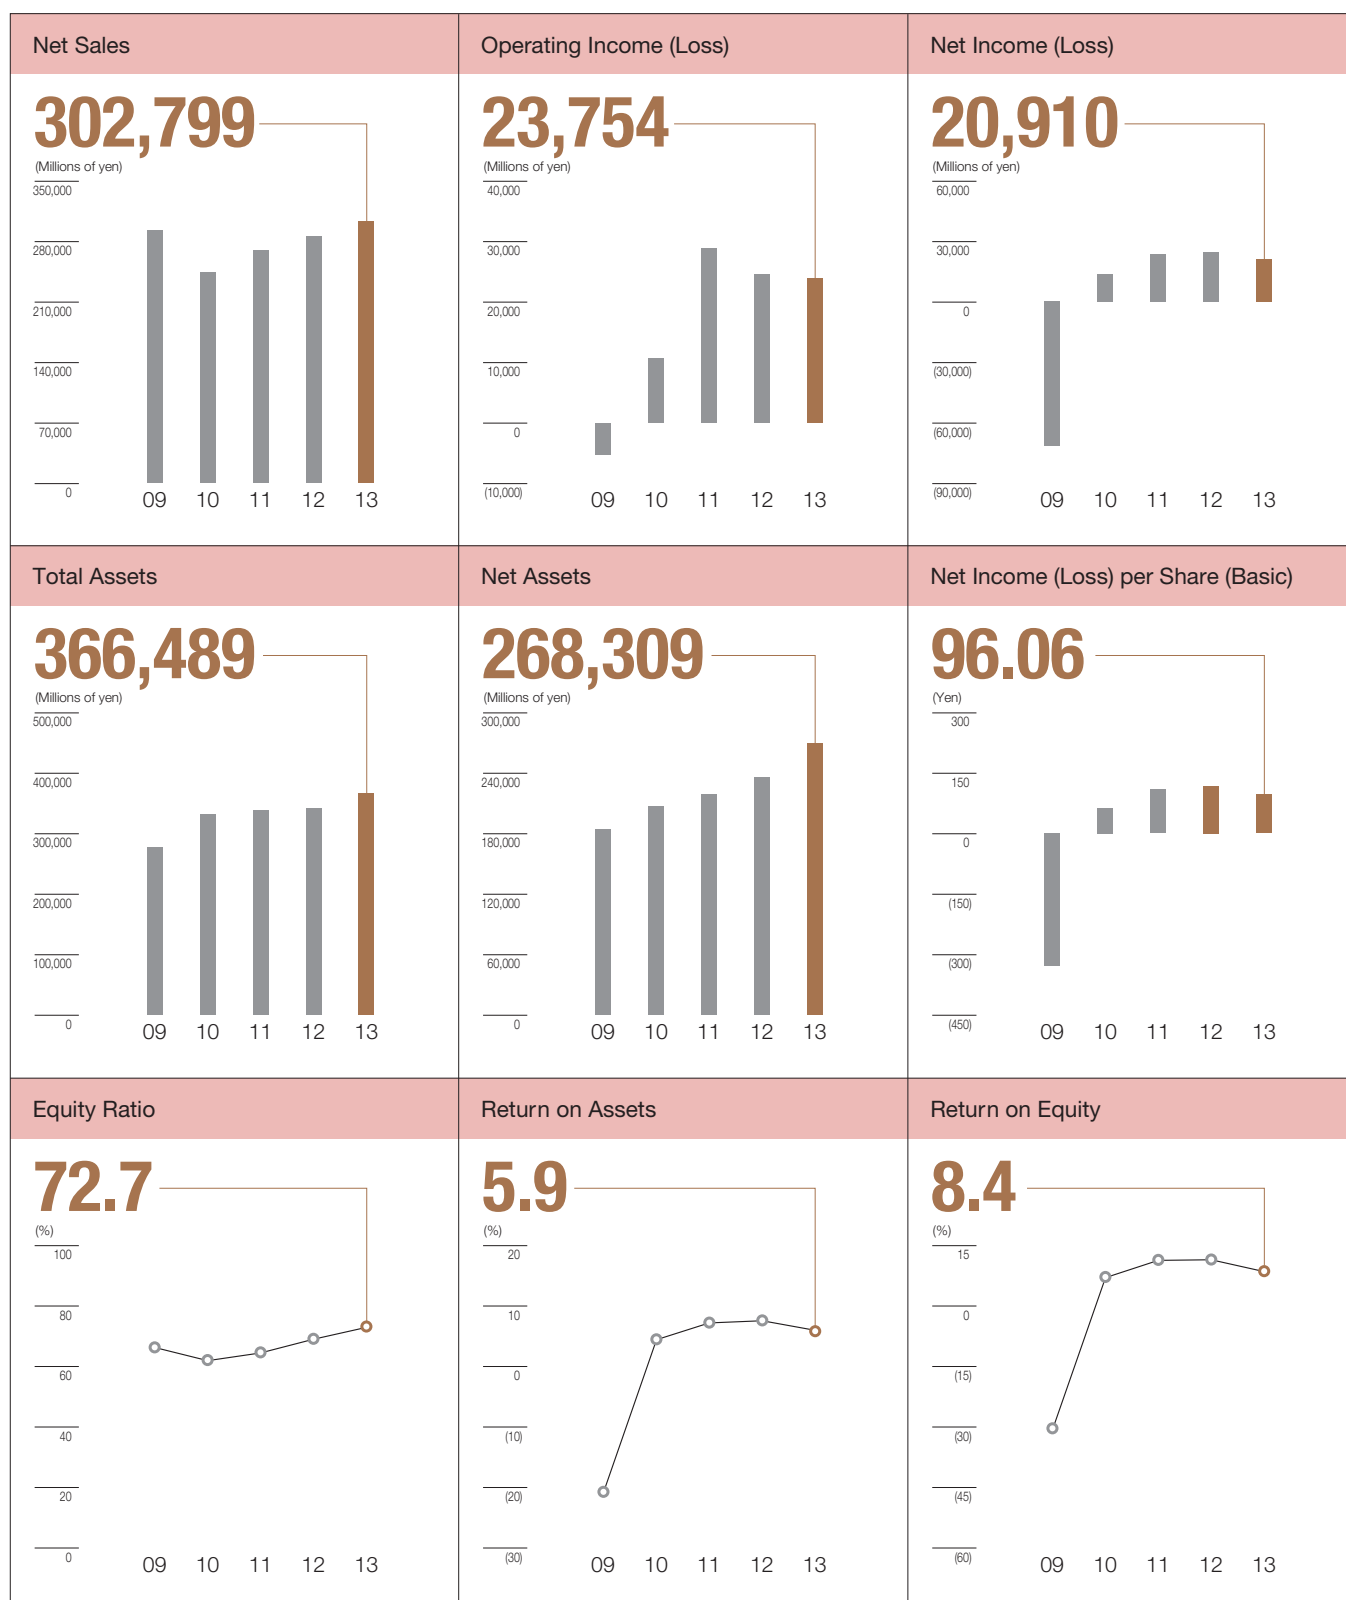 Net Sales
302,799
(Millions of yen)
350,000
280,000
210,000
140,000
70,000
0
09 10 11 12 13
Operating Income (Loss)
23,754
(Millions of yen)
40,000
30,000
20,000
10,000
0
(10,000)
09 10 11 12 13
Net Income (Loss)
20,910
(Millions of yen)
60,000
30,000
0
(30,000)
(60,000)
(90,000)
09 10 11 12 13
Total Assets
366,489
(Millions of yen)
500,000
400,000
300,000
200,000
100,000
0
09 10 11 12 13
Net Assets
268,309
(Millions of yen)
300,000
240,000
180,000
120,000
60,000
0
09 10 11 12 13
Net Income (Loss) per Share (Basic)
96.06
(Yen)
300
150
0
(150)
(300)
(450)
09 10 11 12 13
Equity Ratio
72.7
(%)
100
80
60
40
20
0
09 10 11 12 13
Return on Assets
5.9
(%)
20
10
0
(10)
(20)
(30)
09 10 11 12 13
Return on Equity
8.4
(%)
15
0
(15)
(30)
(45)
(60)
09 10 11 12 13